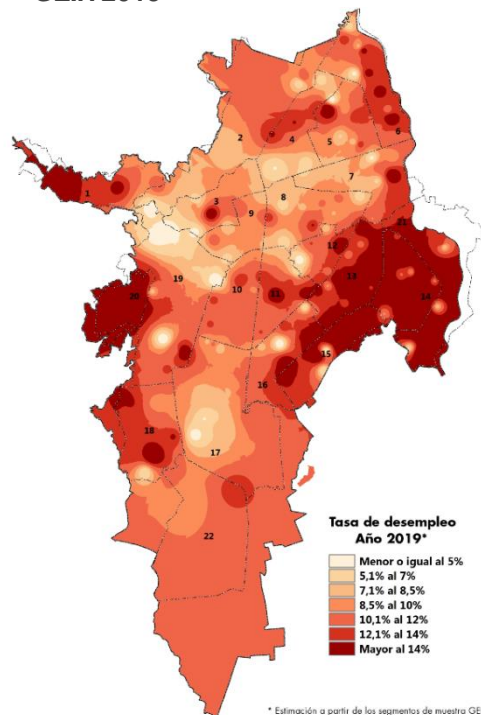 6
2
4
5
7
1
8
3
9
21
12
19
13
10
20
11
14
15
16
18
17
22
Tasa de desempleo
Año 2019*
Menor o igual al 5%
5,1% al 7%
7,1% al 8,5%
8,5% al 10%
10,1% al 12%
12,1% al 14%
Mayor al 14%
* Estimación a partir de los segmentos de muestra